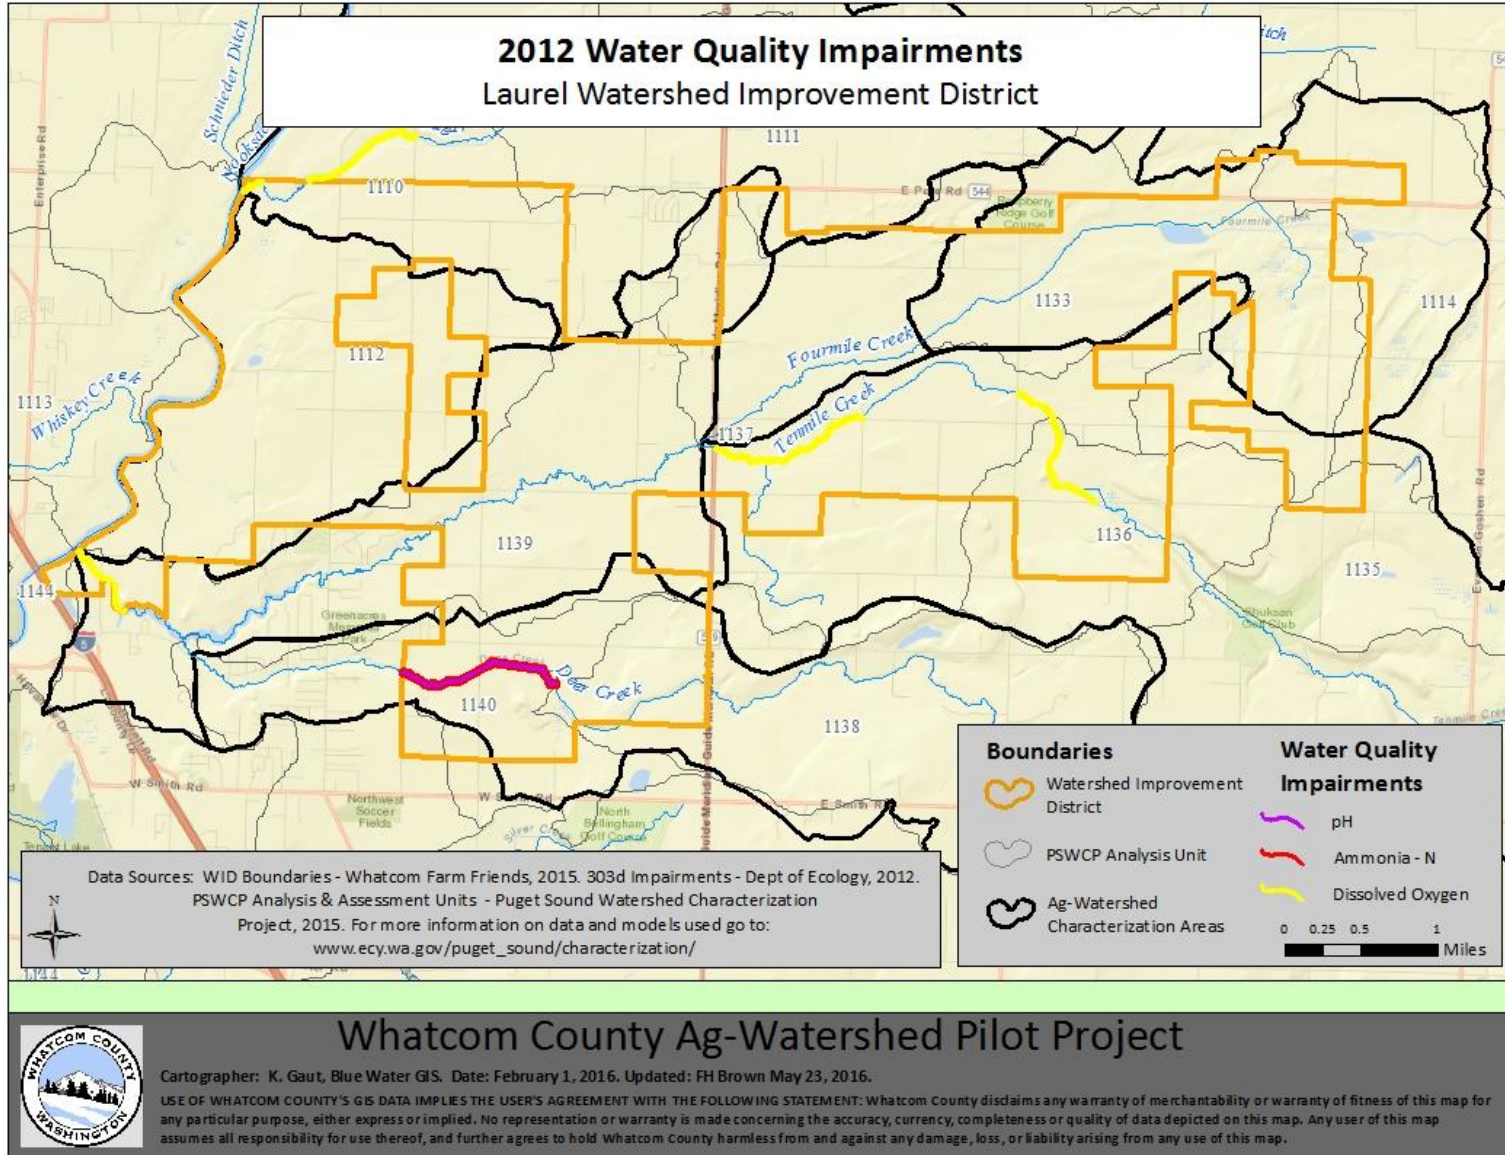 2012 Water Quality Impairments
Laurel Watershed Improvement District
Schnieder Ditch
itch
Enterprise Rd
1111
1110
E Pole Rd
544
Ridge Golf
Course
Fourmile Creek
1133
1114
1112
Fourmile Creek
1113
Whiskey Creek
Tenmile Creek
1137
1139
1136
1135
1144
Greenacres
Shuksan
Golf Club
5
Deer Creek
1140
1138
W Smith Rd
E Smith Rd
Northwest
Soccer
Fields
North
Bellingham
Golf Course
Silver Creek
Tennant Lake
1144
Boundaries
Watershed Improvement
District
PSWCP Analysis Unit
Ag-Watershed
Characterization Areas
Water Quality
Impairments
pH
Ammonia - N
Dissolved Oxygen
0 0.25 0.5 1
Miles
N
Data Sources: WID Boundaries - Whatcom Farm Friends, 2015. 303d Impairments - Dept of Ecology, 2012.
PSWCP Analysis & Assessment Units - Puget Sound Watershed Characterization
Project, 2015. For more information on data and models used go to:
www.ecy.wa.gov/puget_sound/characterization/
WHATCOM COUNTY
WASHINGTON
Whatcom County Ag-Watershed Pilot Project
Cartographer: K. Gaut, Blue Water GIS. Date: February 1, 2016. Updated: FH Brown May 23, 2016.
USE OF WHATCOM COUNTY'S GIS DATA IMPLIES THE USER'S AGREEMENT WITH THE FOLLOWING STATEMENT: Whatcom County disclaims any warranty of merchantability or warranty of fitness of this map for
any particular purpose, either express or implied. No representation or warranty is made concerning the accuracy, currency, completeness or quality of data depicted on this map. Any user of this map
assumes all responsibility for use thereof, and further agrees to hold Whatcom County harmless from and against any damage, loss, or liability arising from any use of this map.